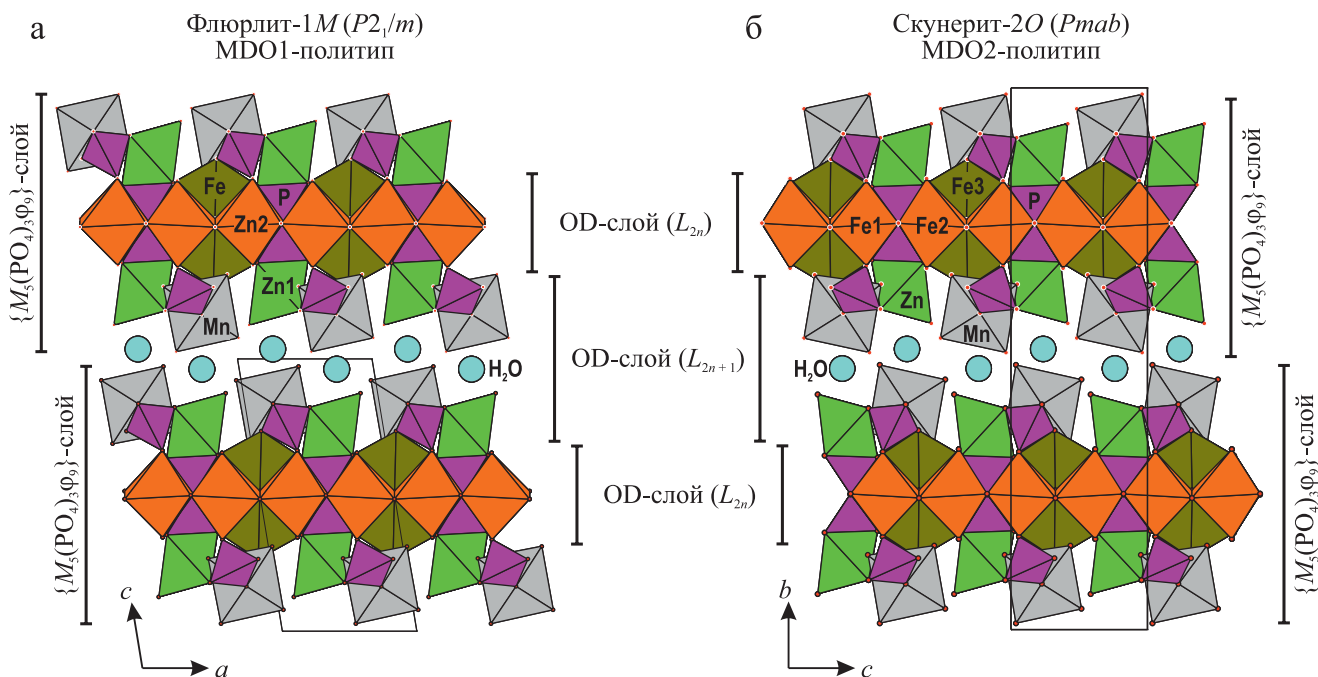 а
Флюрлит-1M (P2₁/m)
MDO1-политип
б
Скунерит-2O (Pmab)
MDO2-политип
{M₅(PO₄)₃φ₉}-слой
{M₅(PO₄)₃φ₉}-слой
Fe
P
Zn2
Zn1
Mn
H₂O
c
a
OD-слой (L₂ₙ)
OD-слой (L₂ₙ₊₁)
OD-слой (L₂ₙ)
Fe3
P
Fe1
Fe2
Zn
Mn
H₂O
b
c
{M₅(PO₄)₃φ₉}-слой
{M₅(PO₄)₃φ₉}-слой